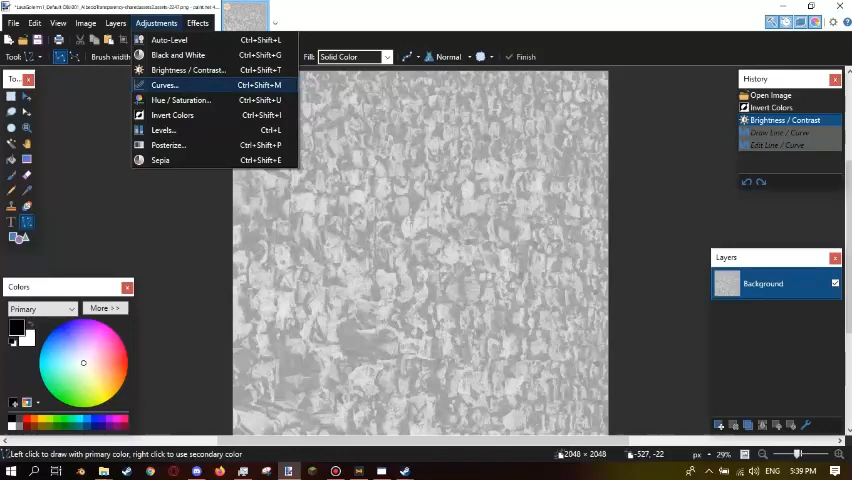 File Edit View Image Layers Adjustments Effects
Auto-Level Ctrl+Shift+L
Tool: Brush width Fill: Solid Color Normal Finish
Black and White Ctrl+Shift+G
Brightness / Contrast... Ctrl+Shift+T
Curves... Ctrl+Shift+M
Hue / Saturation... Ctrl+Shift+U
Invert Colors Ctrl+Shift+I
Levels... Ctrl+L
Posterize... Ctrl+Shift+P
Sepia Ctrl+Shift+E
To...
History
Open Image
Invert Colors
Brightness / Contrast
Draw Line / Curve
Edit Line / Curve
Layers
Background
Colors
Primary More >>
Left click to draw with primary color, right click to use secondary color 2048 × 2048 -527, -22 px 29%
ENG 5:39 PM